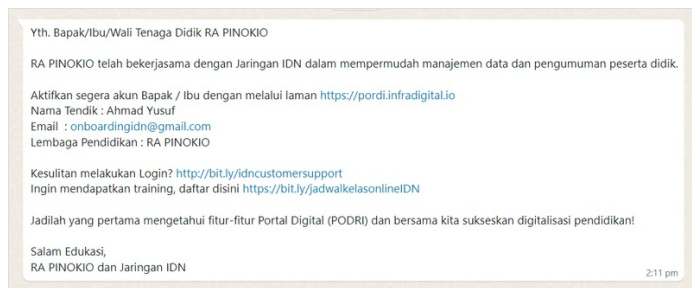 Yth. Bapak/Ibu/Wali Tenaga Didik RA PINOKIO
RA PINOKIO telah bekerjasama dengan Jaringan IDN dalam mempermudah manajemen data dan pengumuman peserta didik.
Aktifkan segera akun Bapak / Ibu dengan melalui laman https://pordi.infradigital.io
Nama Tendik : Ahmad Yusuf
Email : onboardingidn@gmail.com
Lembaga Pendidikan : RA PINOKIO
Kesulitan melakukan Login? http://bit.ly/idncustomersupport
Ingin mendapatkan training, daftar disini https://bit.ly/jadwalkelasonlineIDN
Jadilah yang pertama mengetahui fitur-fitur Portal Digital (PODRI) dan bersama kita sukseskan digitalisasi pendidikan!
Salam Edukasi,
RA PINOKIO dan Jaringan IDN
2:11 pm